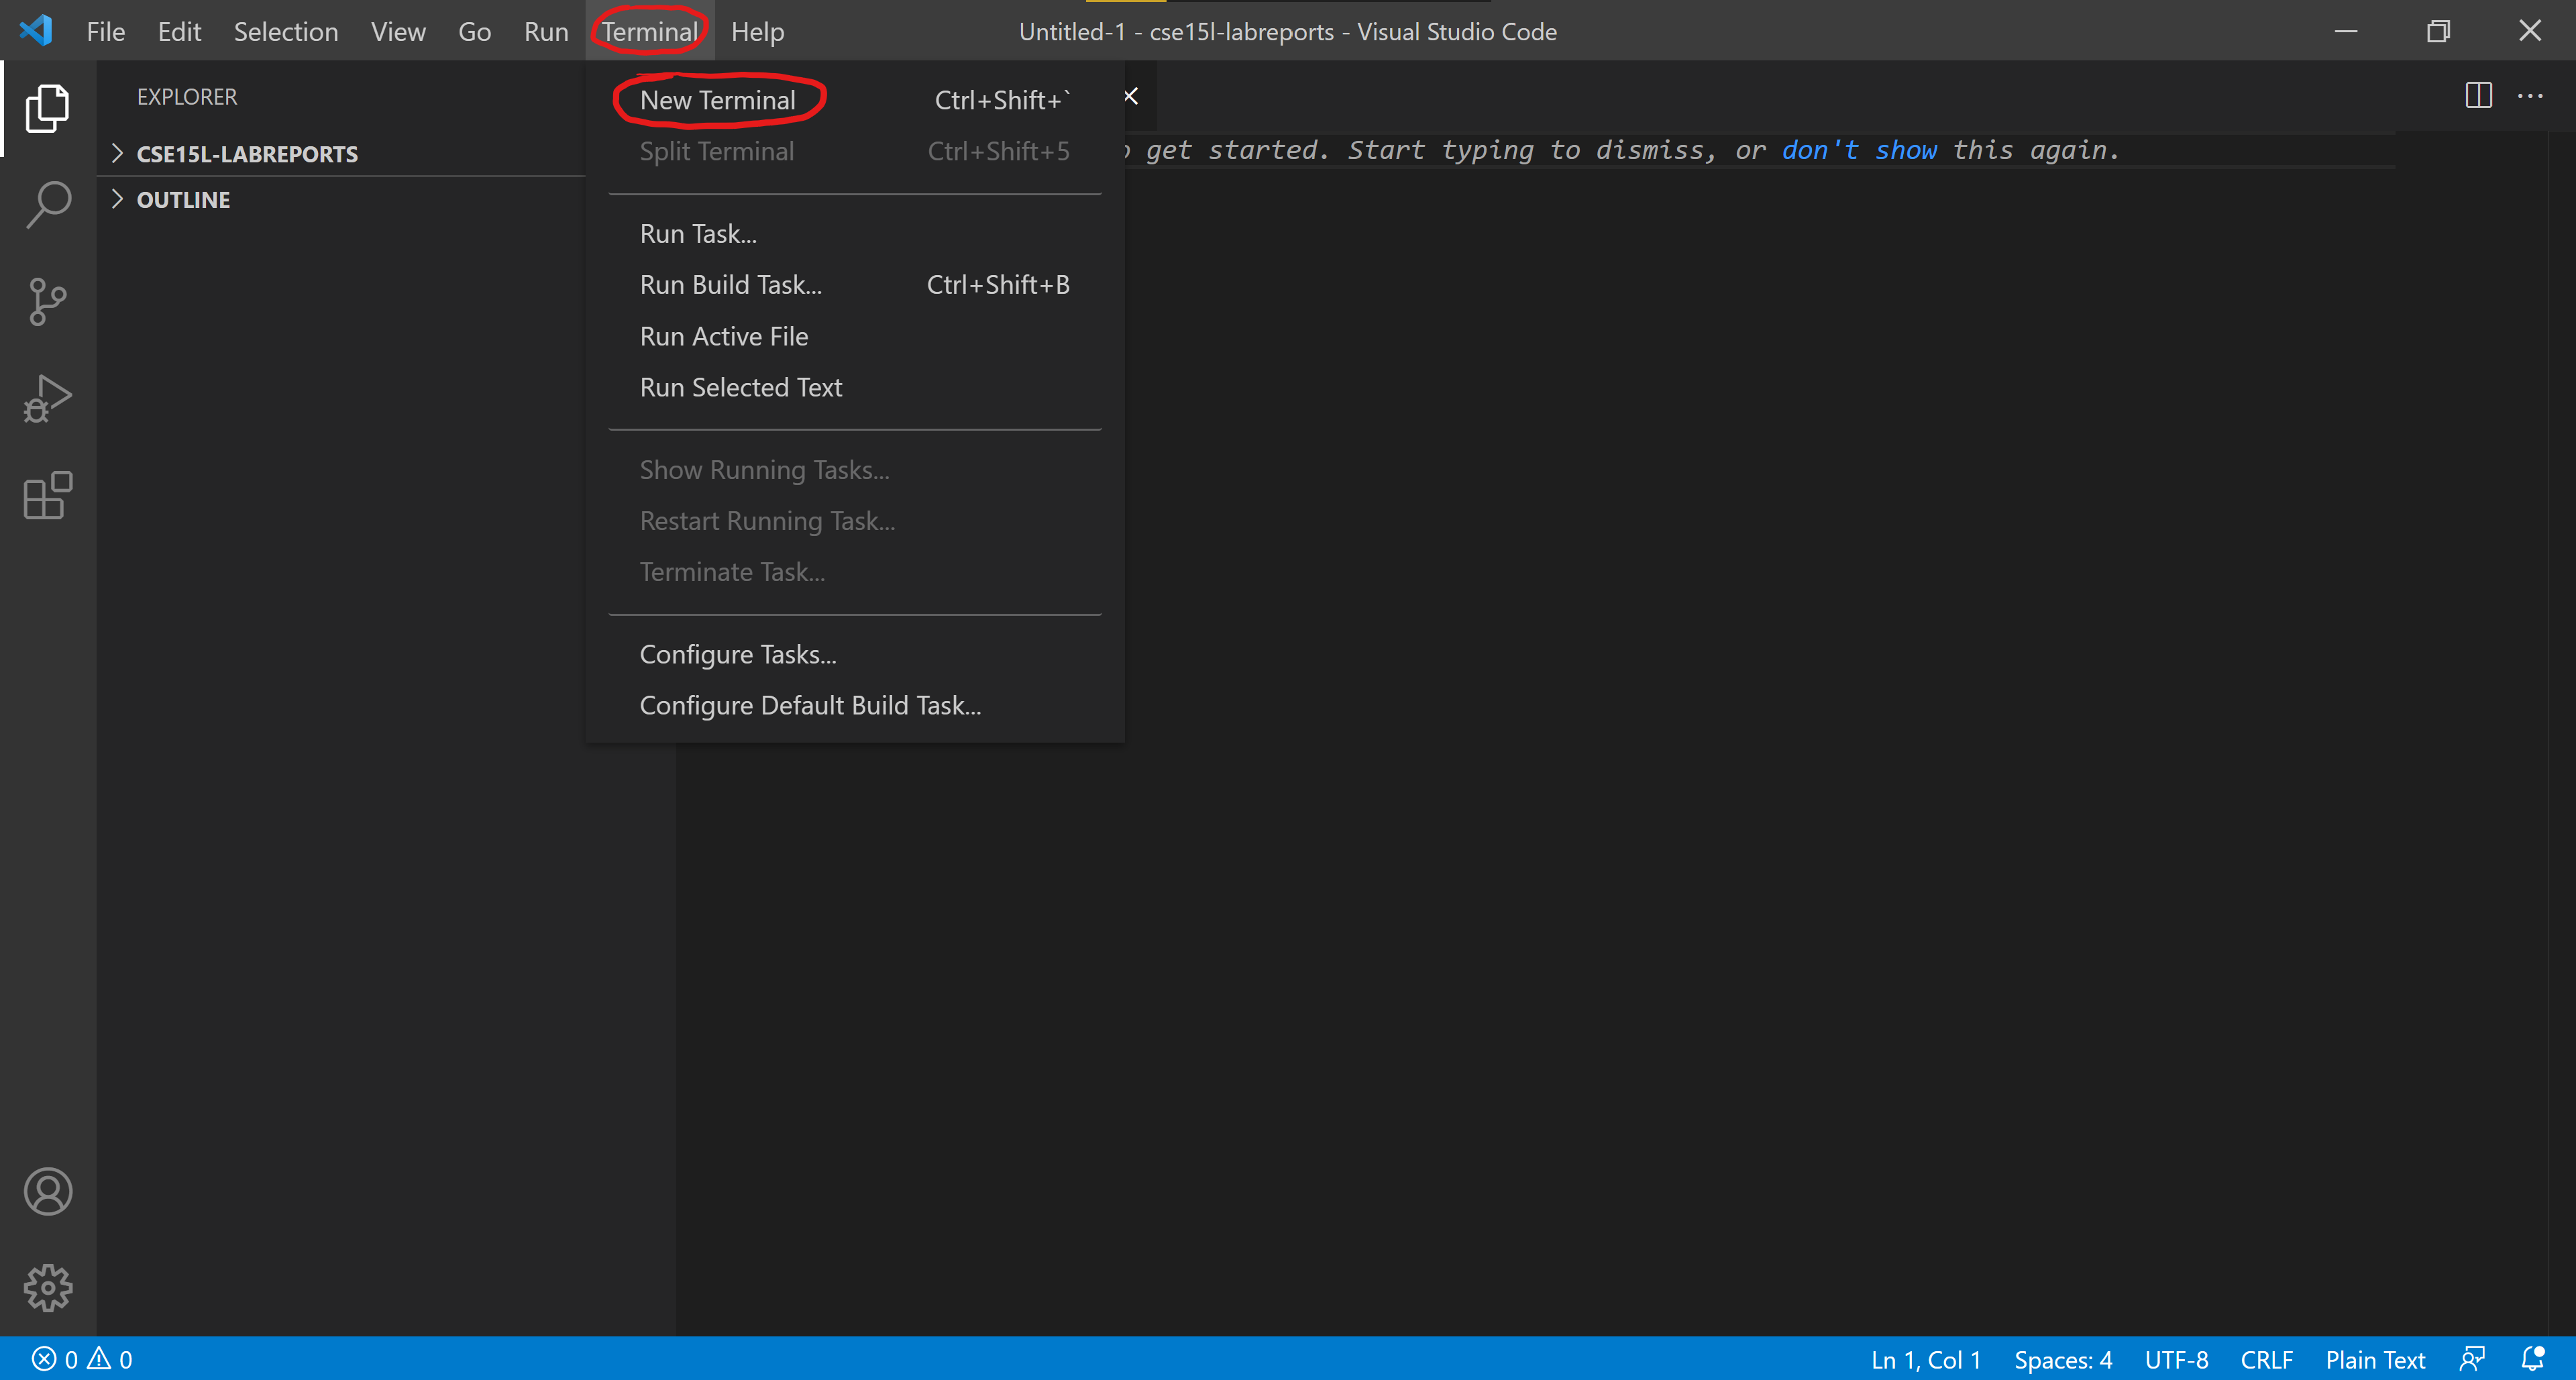 File Edit Selection View Go Run Terminal Help Untitled-1 - cse15l-labreports - Visual Studio Code
EXPLORER
CSE15L-LABREPORTS
OUTLINE
New Terminal Ctrl+Shift+`
Split Terminal Ctrl+Shift+5
Run Task...
Run Build Task... Ctrl+Shift+B
Run Active File
Run Selected Text
Show Running Tasks...
Restart Running Task...
Terminate Task...
Configure Tasks...
Configure Default Build Task...
get started. Start typing to dismiss, or don't show this again.
0 0 Ln 1, Col 1 Spaces: 4 UTF-8 CRLF Plain Text